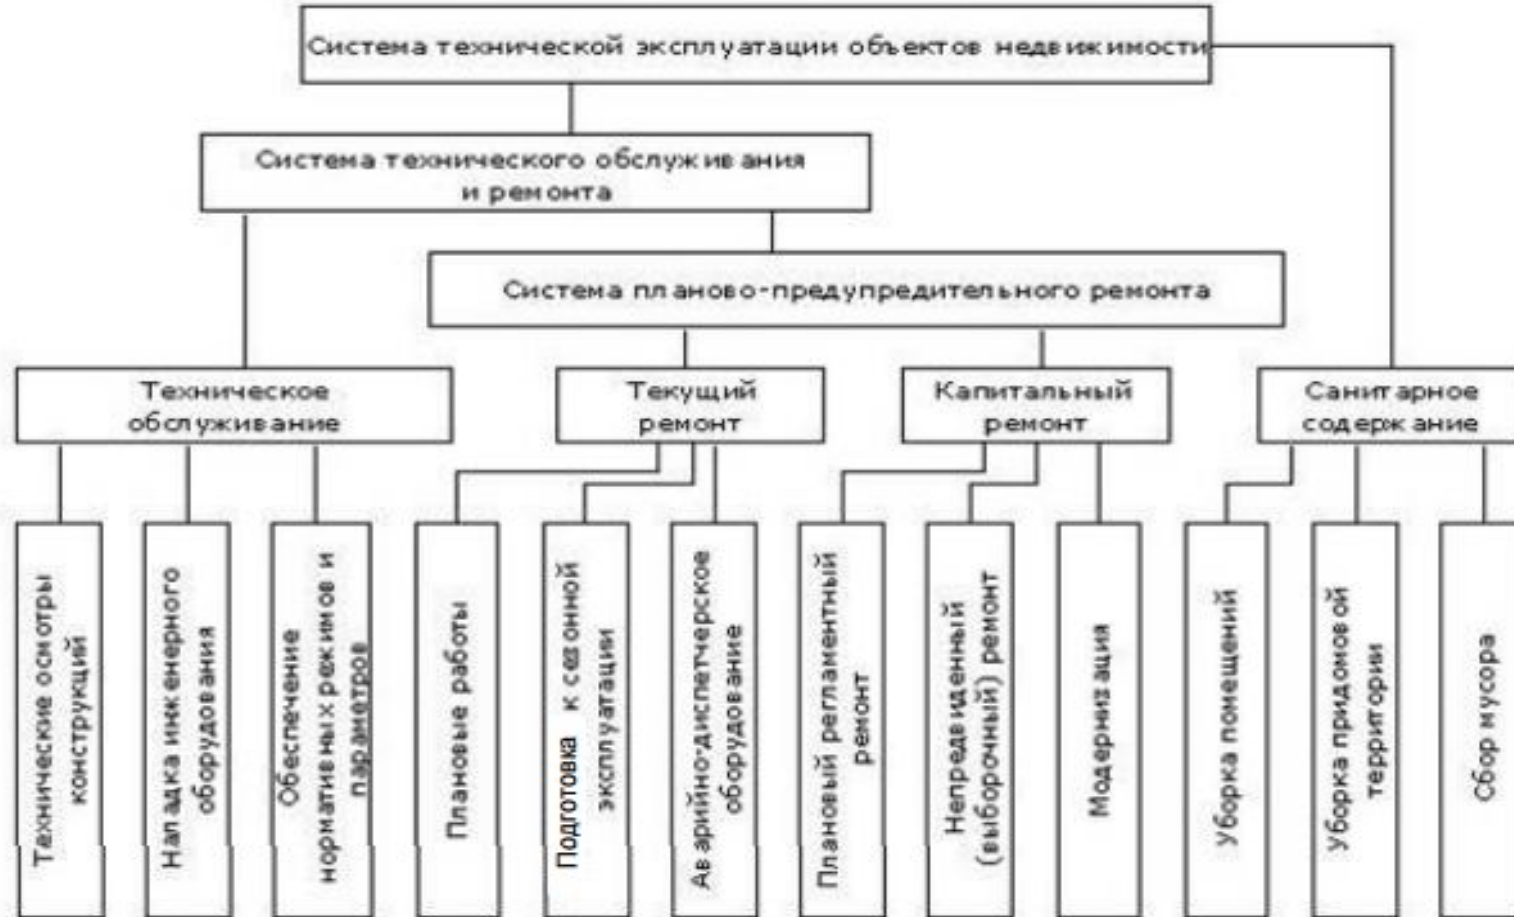 Система технической эксплуатации объектов недвижимости
Система технического обслуживания
и ремонта
Система планово-предупредительного ремонта
Техническое
обслуживание
Текущий
ремонт
Капитальный
ремонт
Санитарное
содержание
Технические осмотры
конструкций
Наладка инженерного
оборудования
Обеспечение
нормативных режимов и
параметров
Плановые работы
Подготовка к сезонной
эксплуатации
Аварийно-диспетчерское
оборудование
Плановый регламентный
ремонт
Непредвиденный
(выборочный) ремонт
Модернизация
Уборка помещений
Уборка придомовой
территории
Сбор мусора